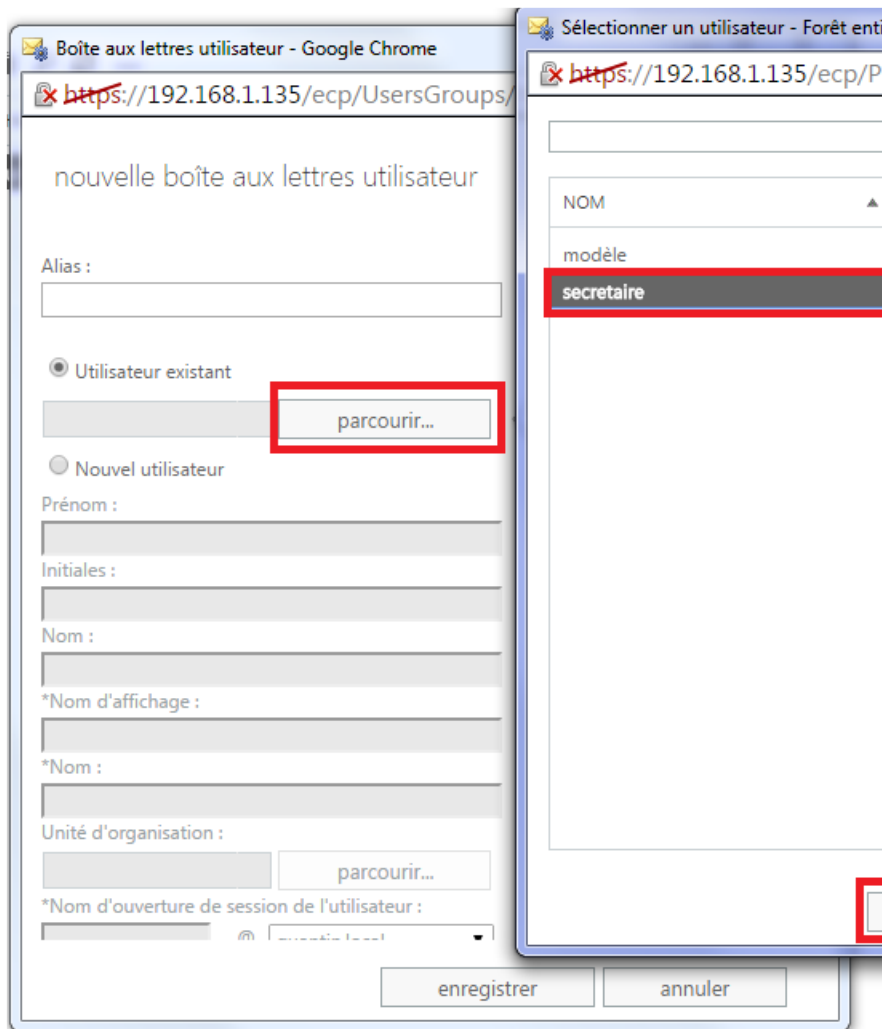 Boîte aux lettres utilisateur - Google Chrome
https://192.168.1.135/ecp/UsersGroups/
nouvelle boîte aux lettres utilisateur
Alias :
Utilisateur existant
parcourir...
Nouvel utilisateur
Prénom :
Initiales :
Nom :
*Nom d'affichage :
*Nom :
Unité d'organisation :
parcourir...
*Nom d'ouverture de session de l'utilisateur :
@ quentin.local
enregistrer
annuler
Sélectionner un utilisateur - Forêt enti
https://192.168.1.135/ecp/P
NOM
modèle
secretaire